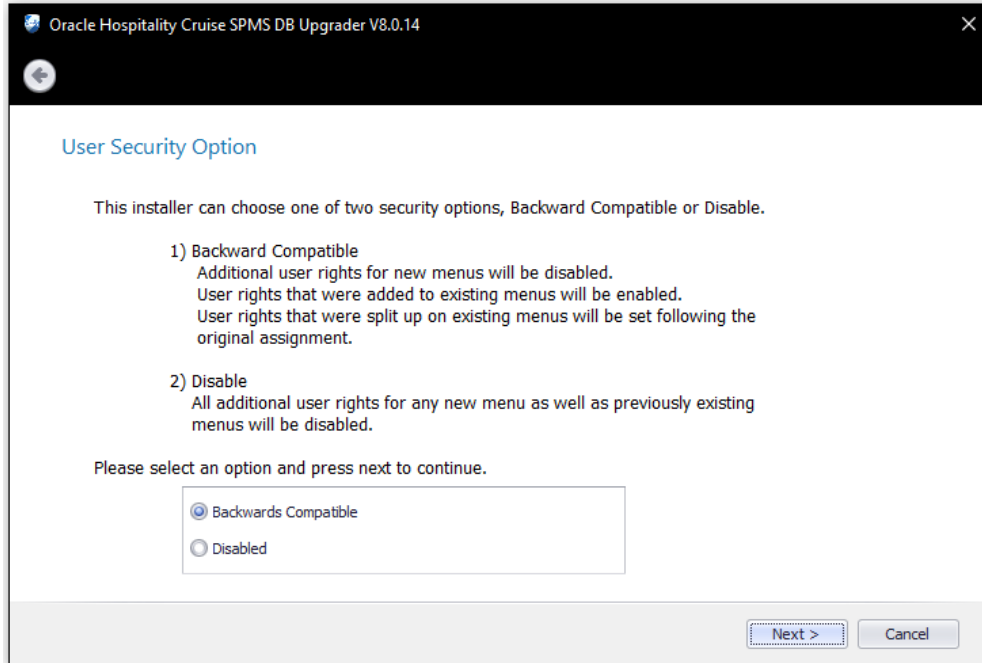 Oracle Hospitality Cruise SPMS DB Upgrader V8.0.14
User Security Option
This installer can choose one of two security options, Backward Compatible or Disable.
1) Backward Compatible
Additional user rights for new menus will be disabled.
User rights that were added to existing menus will be enabled.
User rights that were split up on existing menus will be set following the
original assignment.
2) Disable
All additional user rights for any new menu as well as previously existing
menus will be disabled.
Please select an option and press next to continue.
Backwards Compatible
Disabled
Next >
Cancel